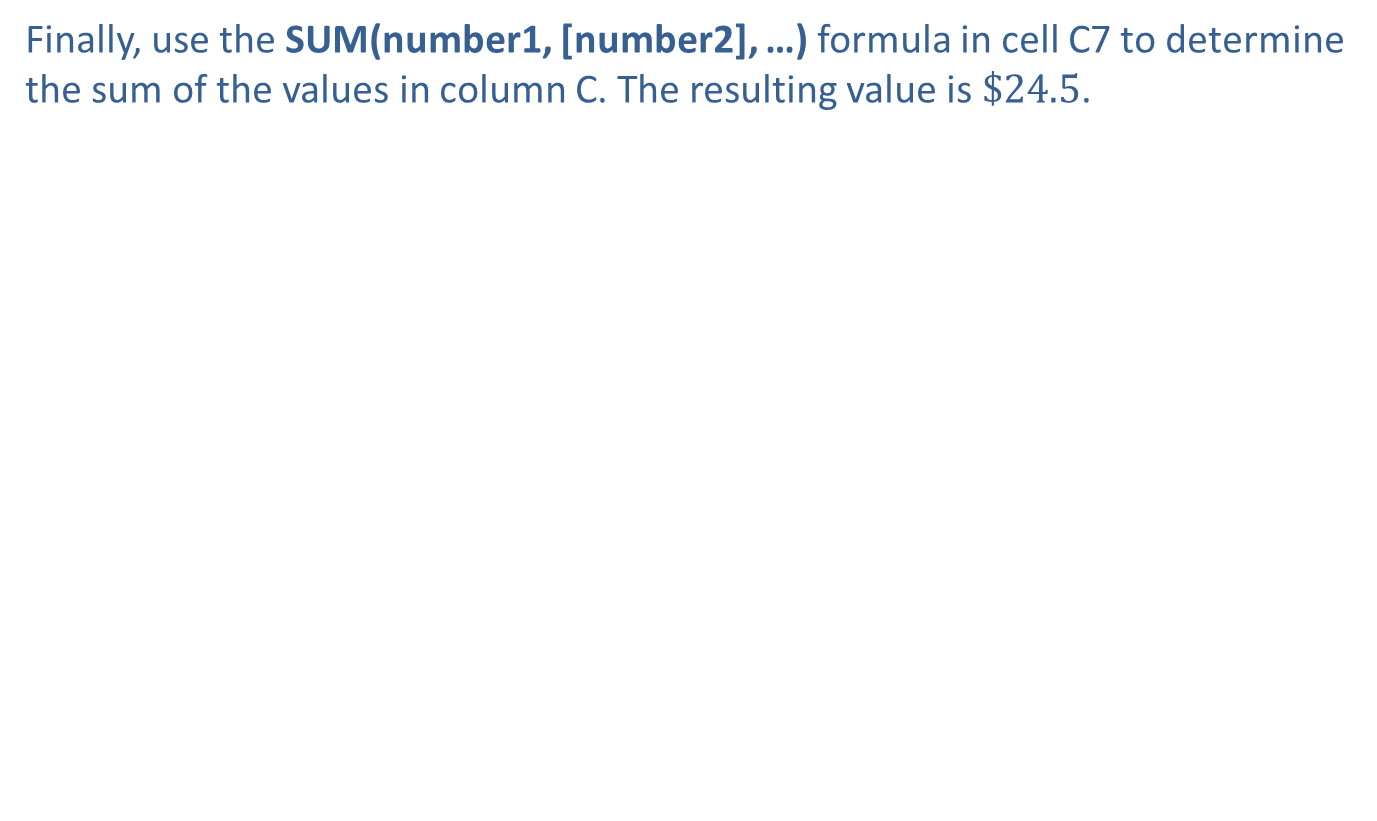 Finally, use the SUM(number1, [number2], …) formula in cell C7 to determine
the sum of the values in column C. The resulting value is $24.5.